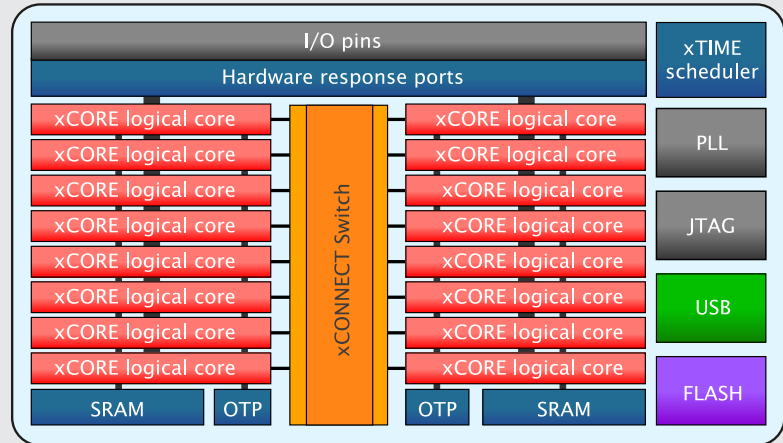 I/O pins
Hardware response ports
xTIME
scheduler
xCORE logical core
xCORE logical core
xCORE logical core
xCORE logical core
xCORE logical core
xCORE logical core
xCORE logical core
xCORE logical core
SRAM
OTP
xCONNECT Switch
xCORE logical core
xCORE logical core
xCORE logical core
xCORE logical core
xCORE logical core
xCORE logical core
xCORE logical core
xCORE logical core
OTP
SRAM
PLL
JTAG
USB
FLASH